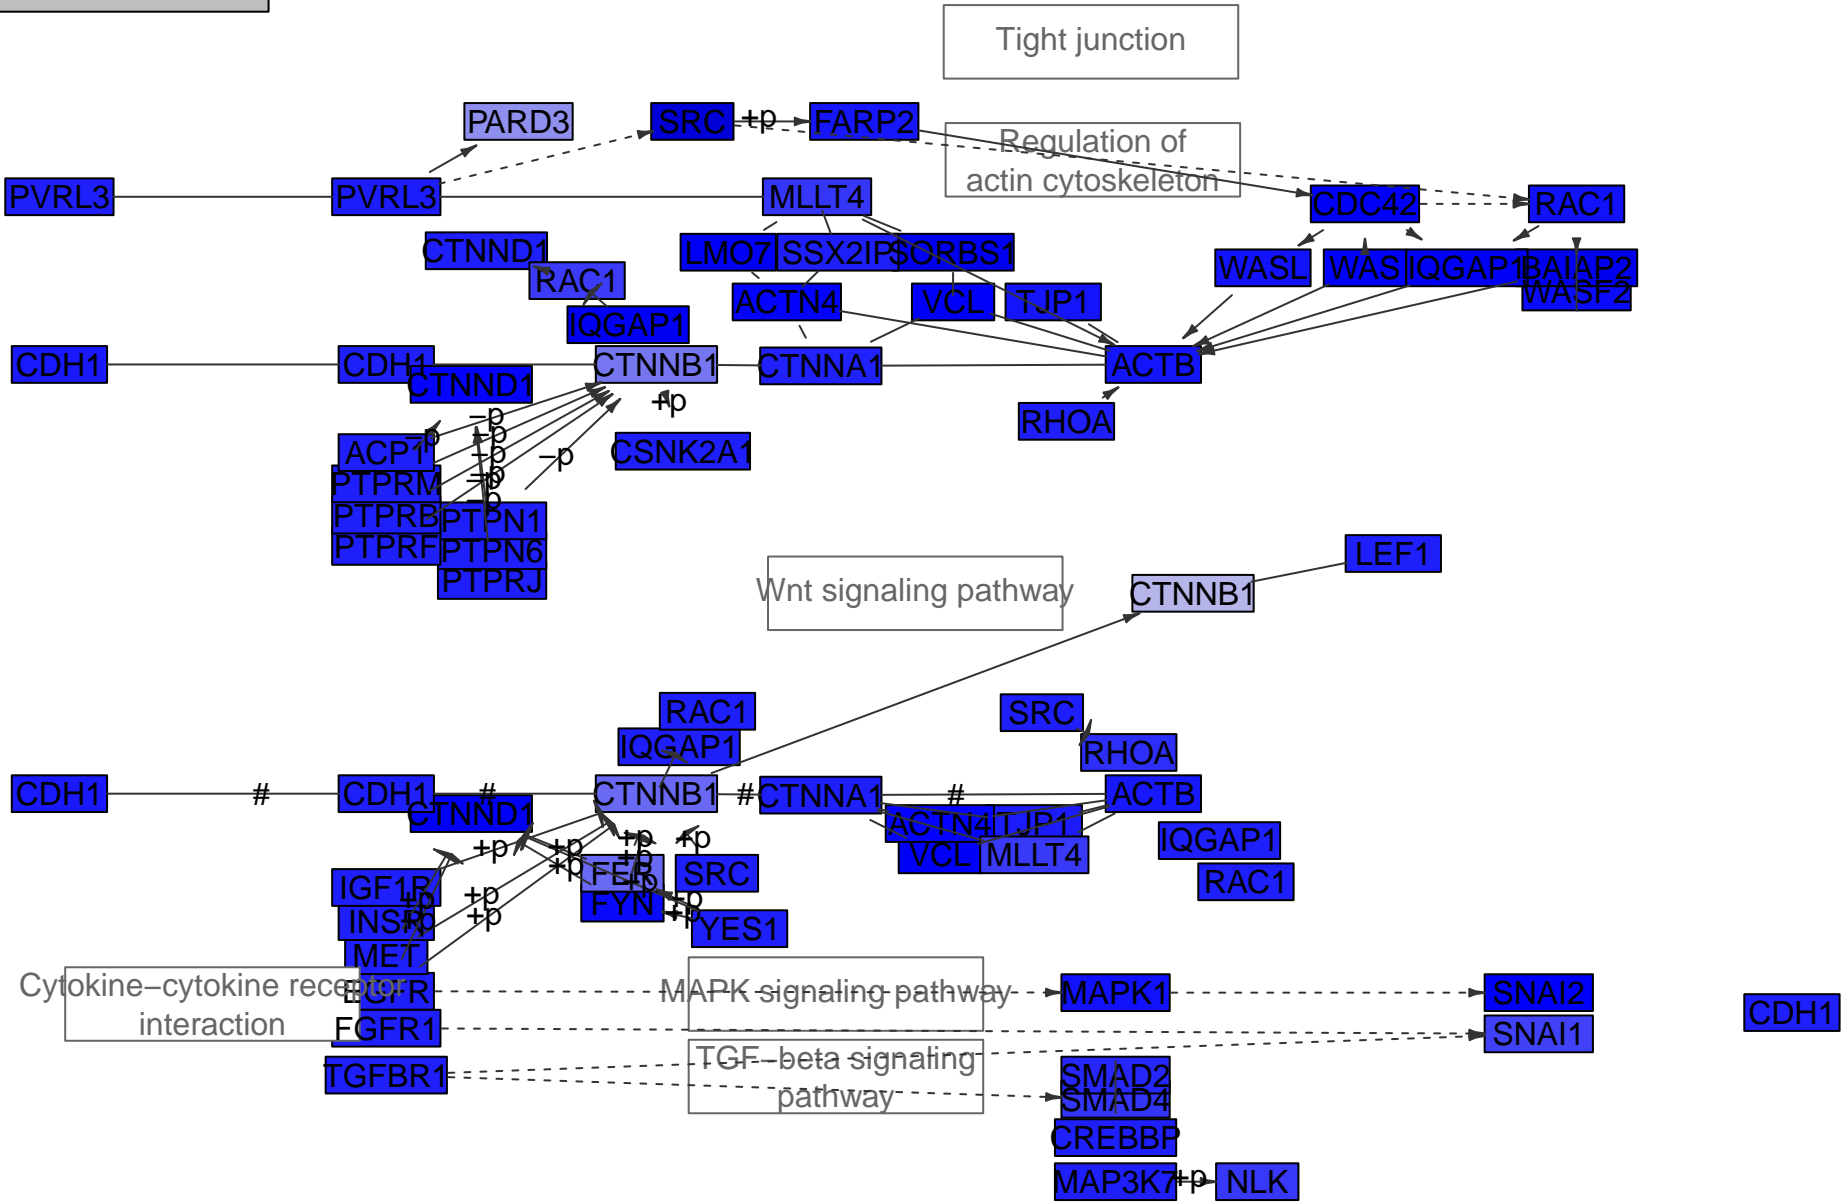 Tight junction
PARD3
SRC
+p
FARP2
Regulation of
actin cytoskeleton
PVRL3
PVRL3
MLLT4
CDC42
RAC1
CTNND1
LMO7
SSX2IP
SORBS1
WASL
WAS
IQGAP1
BAIAP2
WASF2
RAC1
ACTN4
VCL
TJP1
IQGAP1
CDH1
CDH1
CTNNB1
CTNNA1
ACTB
CTNND1
+p
RHOA
−p
−p
−p
−p
−p
−p
−p
−p
ACP1
CSNK2A1
PTPRM
PTPRB
PTPN1
PTPRF
PTPN6
PTPRJ
LEF1
Wnt signaling pathway
CTNNB1
RAC1
SRC
IQGAP1
RHOA
CDH1
#
CDH1
#
CTNNB1
#
CTNNA1
#
ACTB
CTNND1
ACTN4
TJP1
+p
+p
+p
+p
IQGAP1
VCL
MLLT4
+p
+p
FER
+p
SRC
RAC1
IGF1R
+p
+p
+p
FYN
+p
INSR
+p
+p
YES1
MET
Cytokine−cytokine receptor
interaction
EGFR
MAPK signaling pathway
MAPK1
SNAI2
CDH1
FGFR1
SNAI1
TGF−beta signaling
pathway
TGFBR1
SMAD2
SMAD4
CREBBP
MAP3K7
+p
NLK